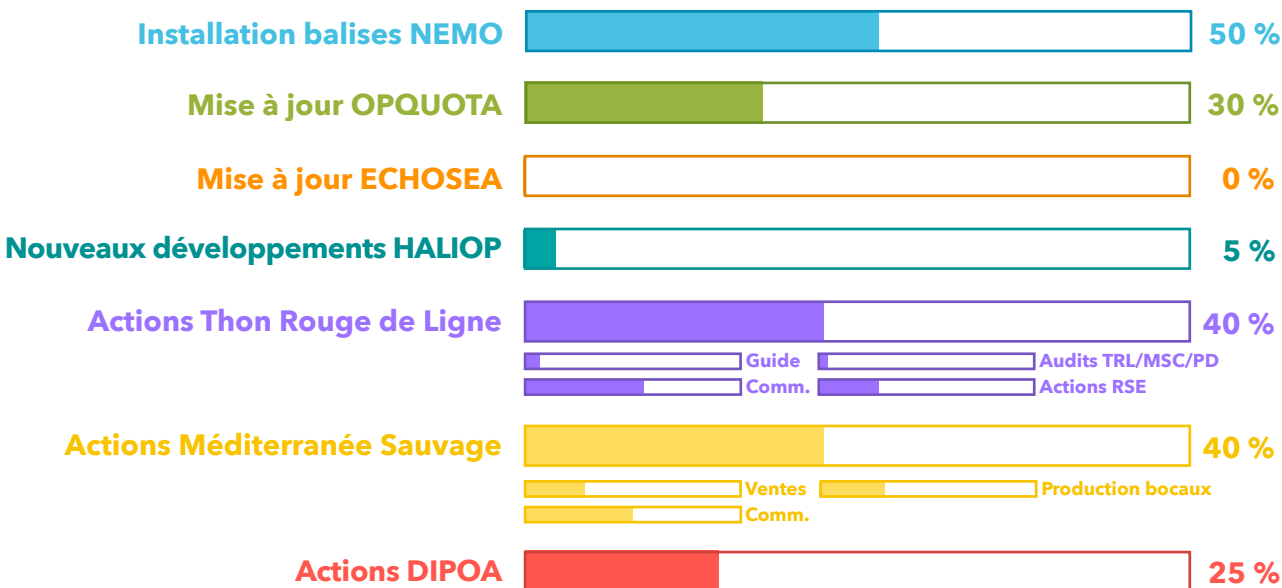 Installation balises NEMO 50 %
Mise à jour OPQUOTA 30 %
Mise à jour ECHOSEA 0 %
Nouveaux développements HALIOP 5 %
Actions Thon Rouge de Ligne 40 %
Guide Audits TRL/MSC/PD
Comm. Actions RSE
Actions Méditerranée Sauvage 40 %
Ventes Production bocaux
Comm.
Actions DIPOA 25 %